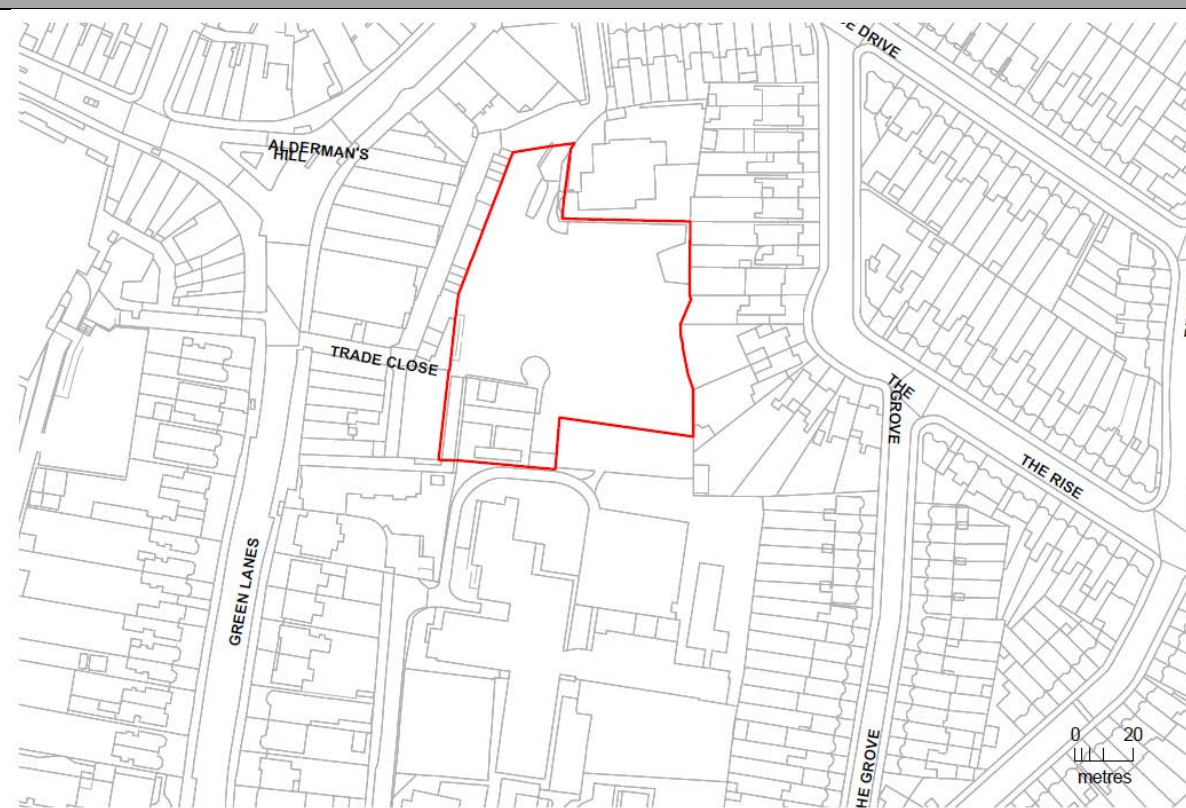 E DRIVE
ALDERMAN'S
HILL
TRADE CLOSE
THE
GROVE
THE RISE
GREEN LANES
THE GROVE
0 20
metres